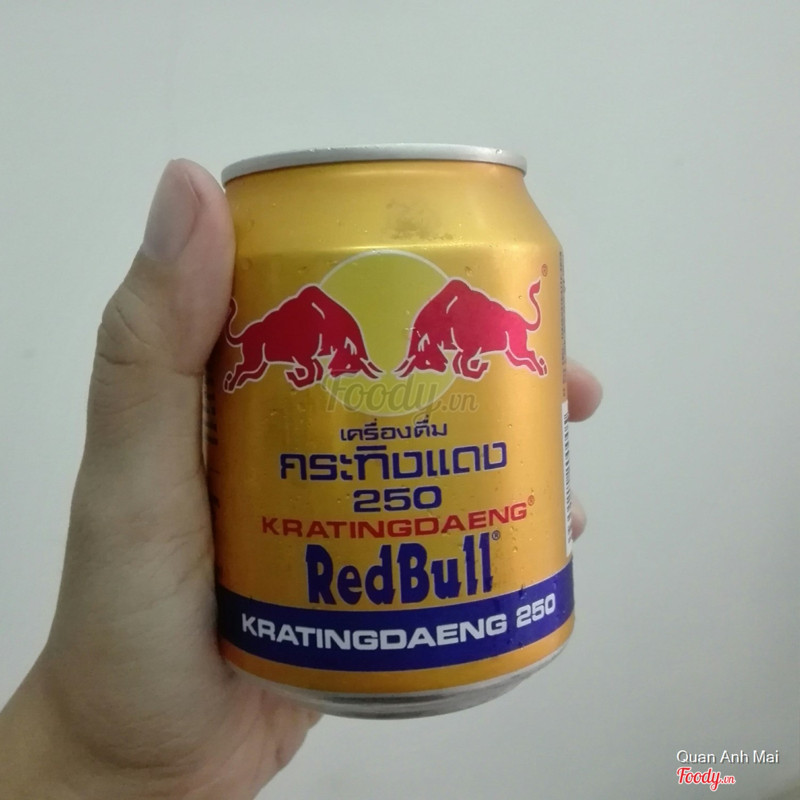 foody.vn
เครื่องดื่ม
กระทิงแดง
250
KRATINGDAENG®
RedBull®
KRATINGDAENG 250
Quan Anh Mai
Foody.vn